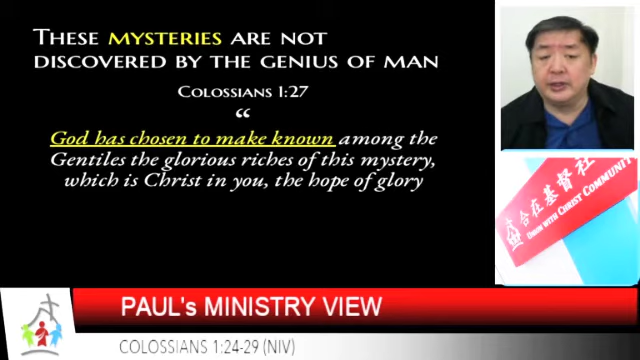 THESE MYSTERIES ARE NOT
DISCOVERED BY THE GENIUS OF MAN
COLOSSIANS 1:27
“
God has chosen to make known among the
Gentiles the glorious riches of this mystery,
which is Christ in you, the hope of glory
合在基督社
UNION WITH CHRIST COMMUNITY
PAUL's MINISTRY VIEW
COLOSSIANS 1:24-29 (NIV)